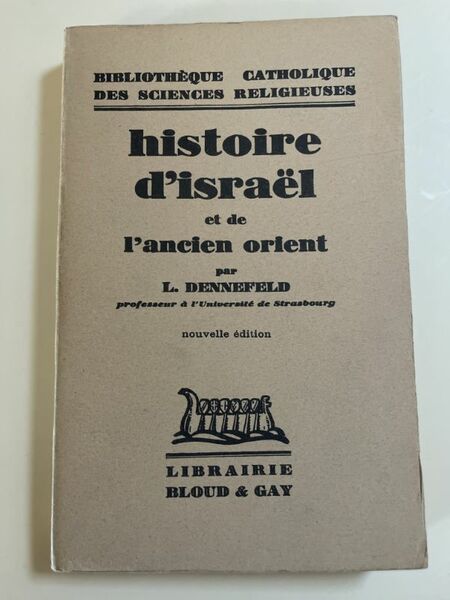 BIBLIOTHÈQUE CATHOLIQUE
DES SCIENCES RELIGIEUSES
histoire
d'israël
et de
l'ancien orient
par
L. DENNEFELD
professeur à l'Université de Strasbourg
nouvelle édition
LIBRAIRIE
BLOUD & GAY